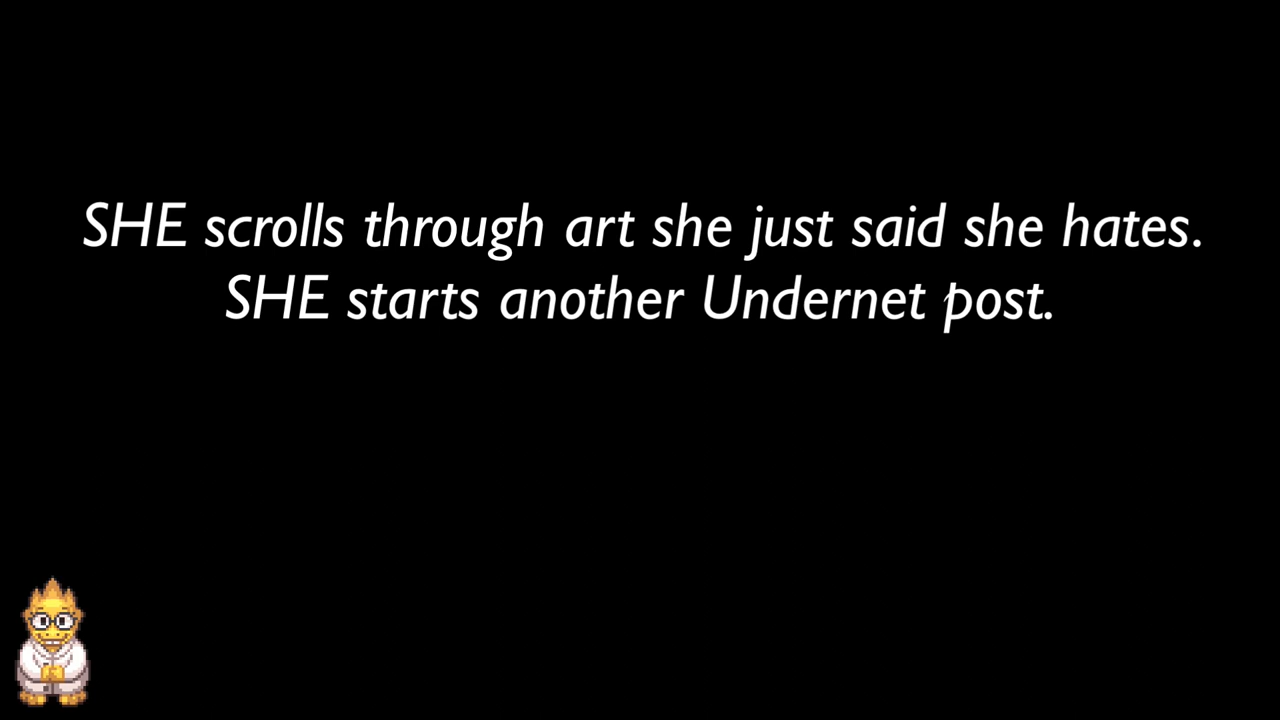 SHE scrolls through art she just said she hates.
SHE starts another Undernet post.